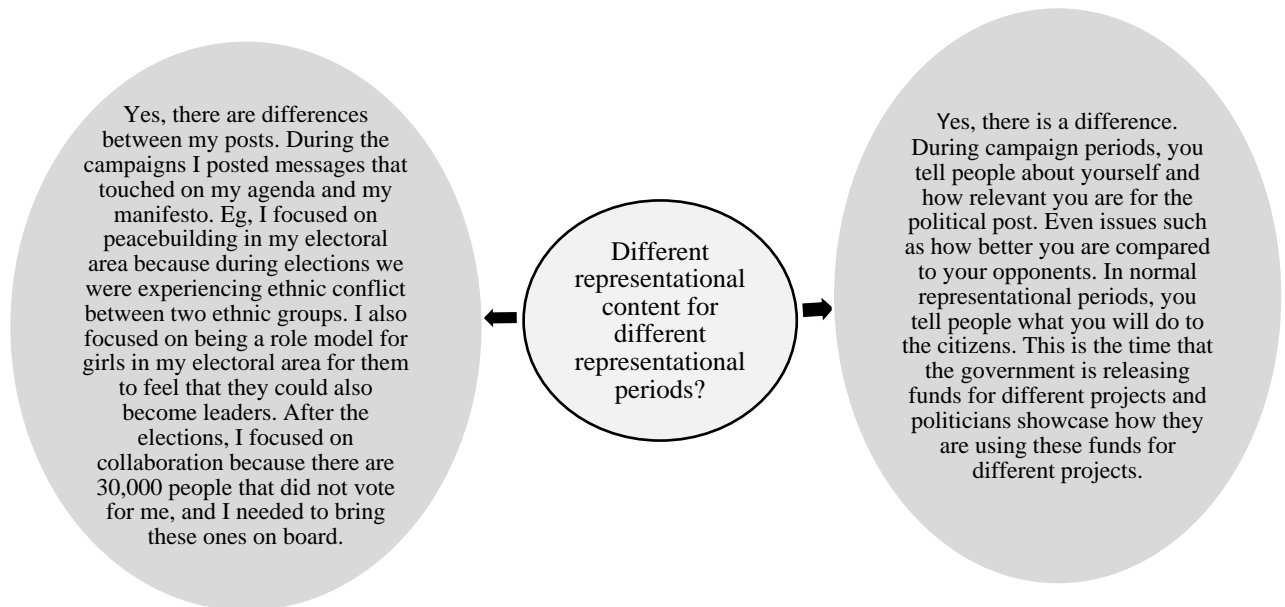 Yes, there are differences
between my posts. During the
campaigns I posted messages that
touched on my agenda and my
manifesto. Eg, I focused on
peacebuilding in my electoral
area because during elections we
were experiencing ethnic conflict
between two ethnic groups. I also
focused on being a role model for
girls in my electoral area for them
to feel that they could also
become leaders. After the
elections, I focused on
collaboration because there are
30,000 people that did not vote
for me, and I needed to bring
these ones on board.
Different
representational
content for
different
representational
periods?
Yes, there is a difference.
During campaign periods, you
tell people about yourself and
how relevant you are for the
political post. Even issues such
as how better you are compared
to your opponents. In normal
representational periods, you
tell people what you will do to
the citizens. This is the time that
the government is releasing
funds for different projects and
politicians showcase how they
are using these funds for
different projects.